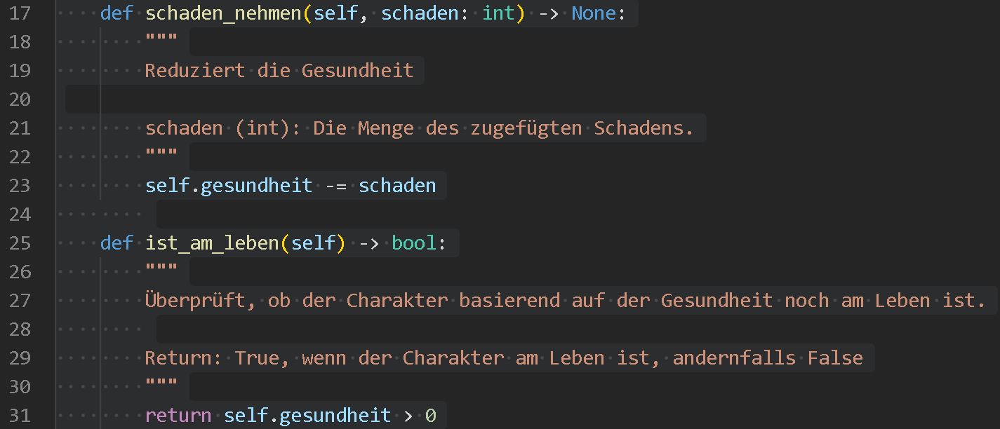 17 def schaden_nehmen(self, schaden: int) -> None:
18 """
19 Reduziert die Gesundheit
20
21 schaden (int): Die Menge des zugefügten Schadens.
22 """
23 self.gesundheit -= schaden
24
25 def ist_am_leben(self) -> bool:
26 """
27 Überprüft, ob der Charakter basierend auf der Gesundheit noch am Leben ist.
28
29 Return: True, wenn der Charakter am Leben ist, andernfalls False
30 """
31 return self.gesundheit > 0